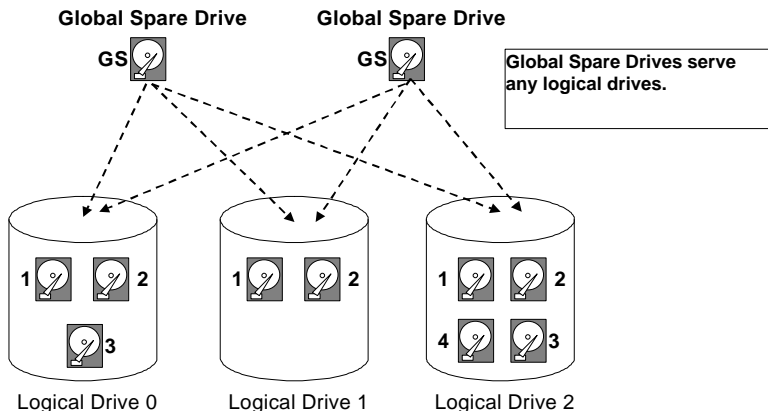 Global Spare Drive Global Spare Drive
GS GS
Global Spare Drives serve
any logical drives.
1 2 1 2 1 2
3 4 3
Logical Drive 0 Logical Drive 1 Logical Drive 2